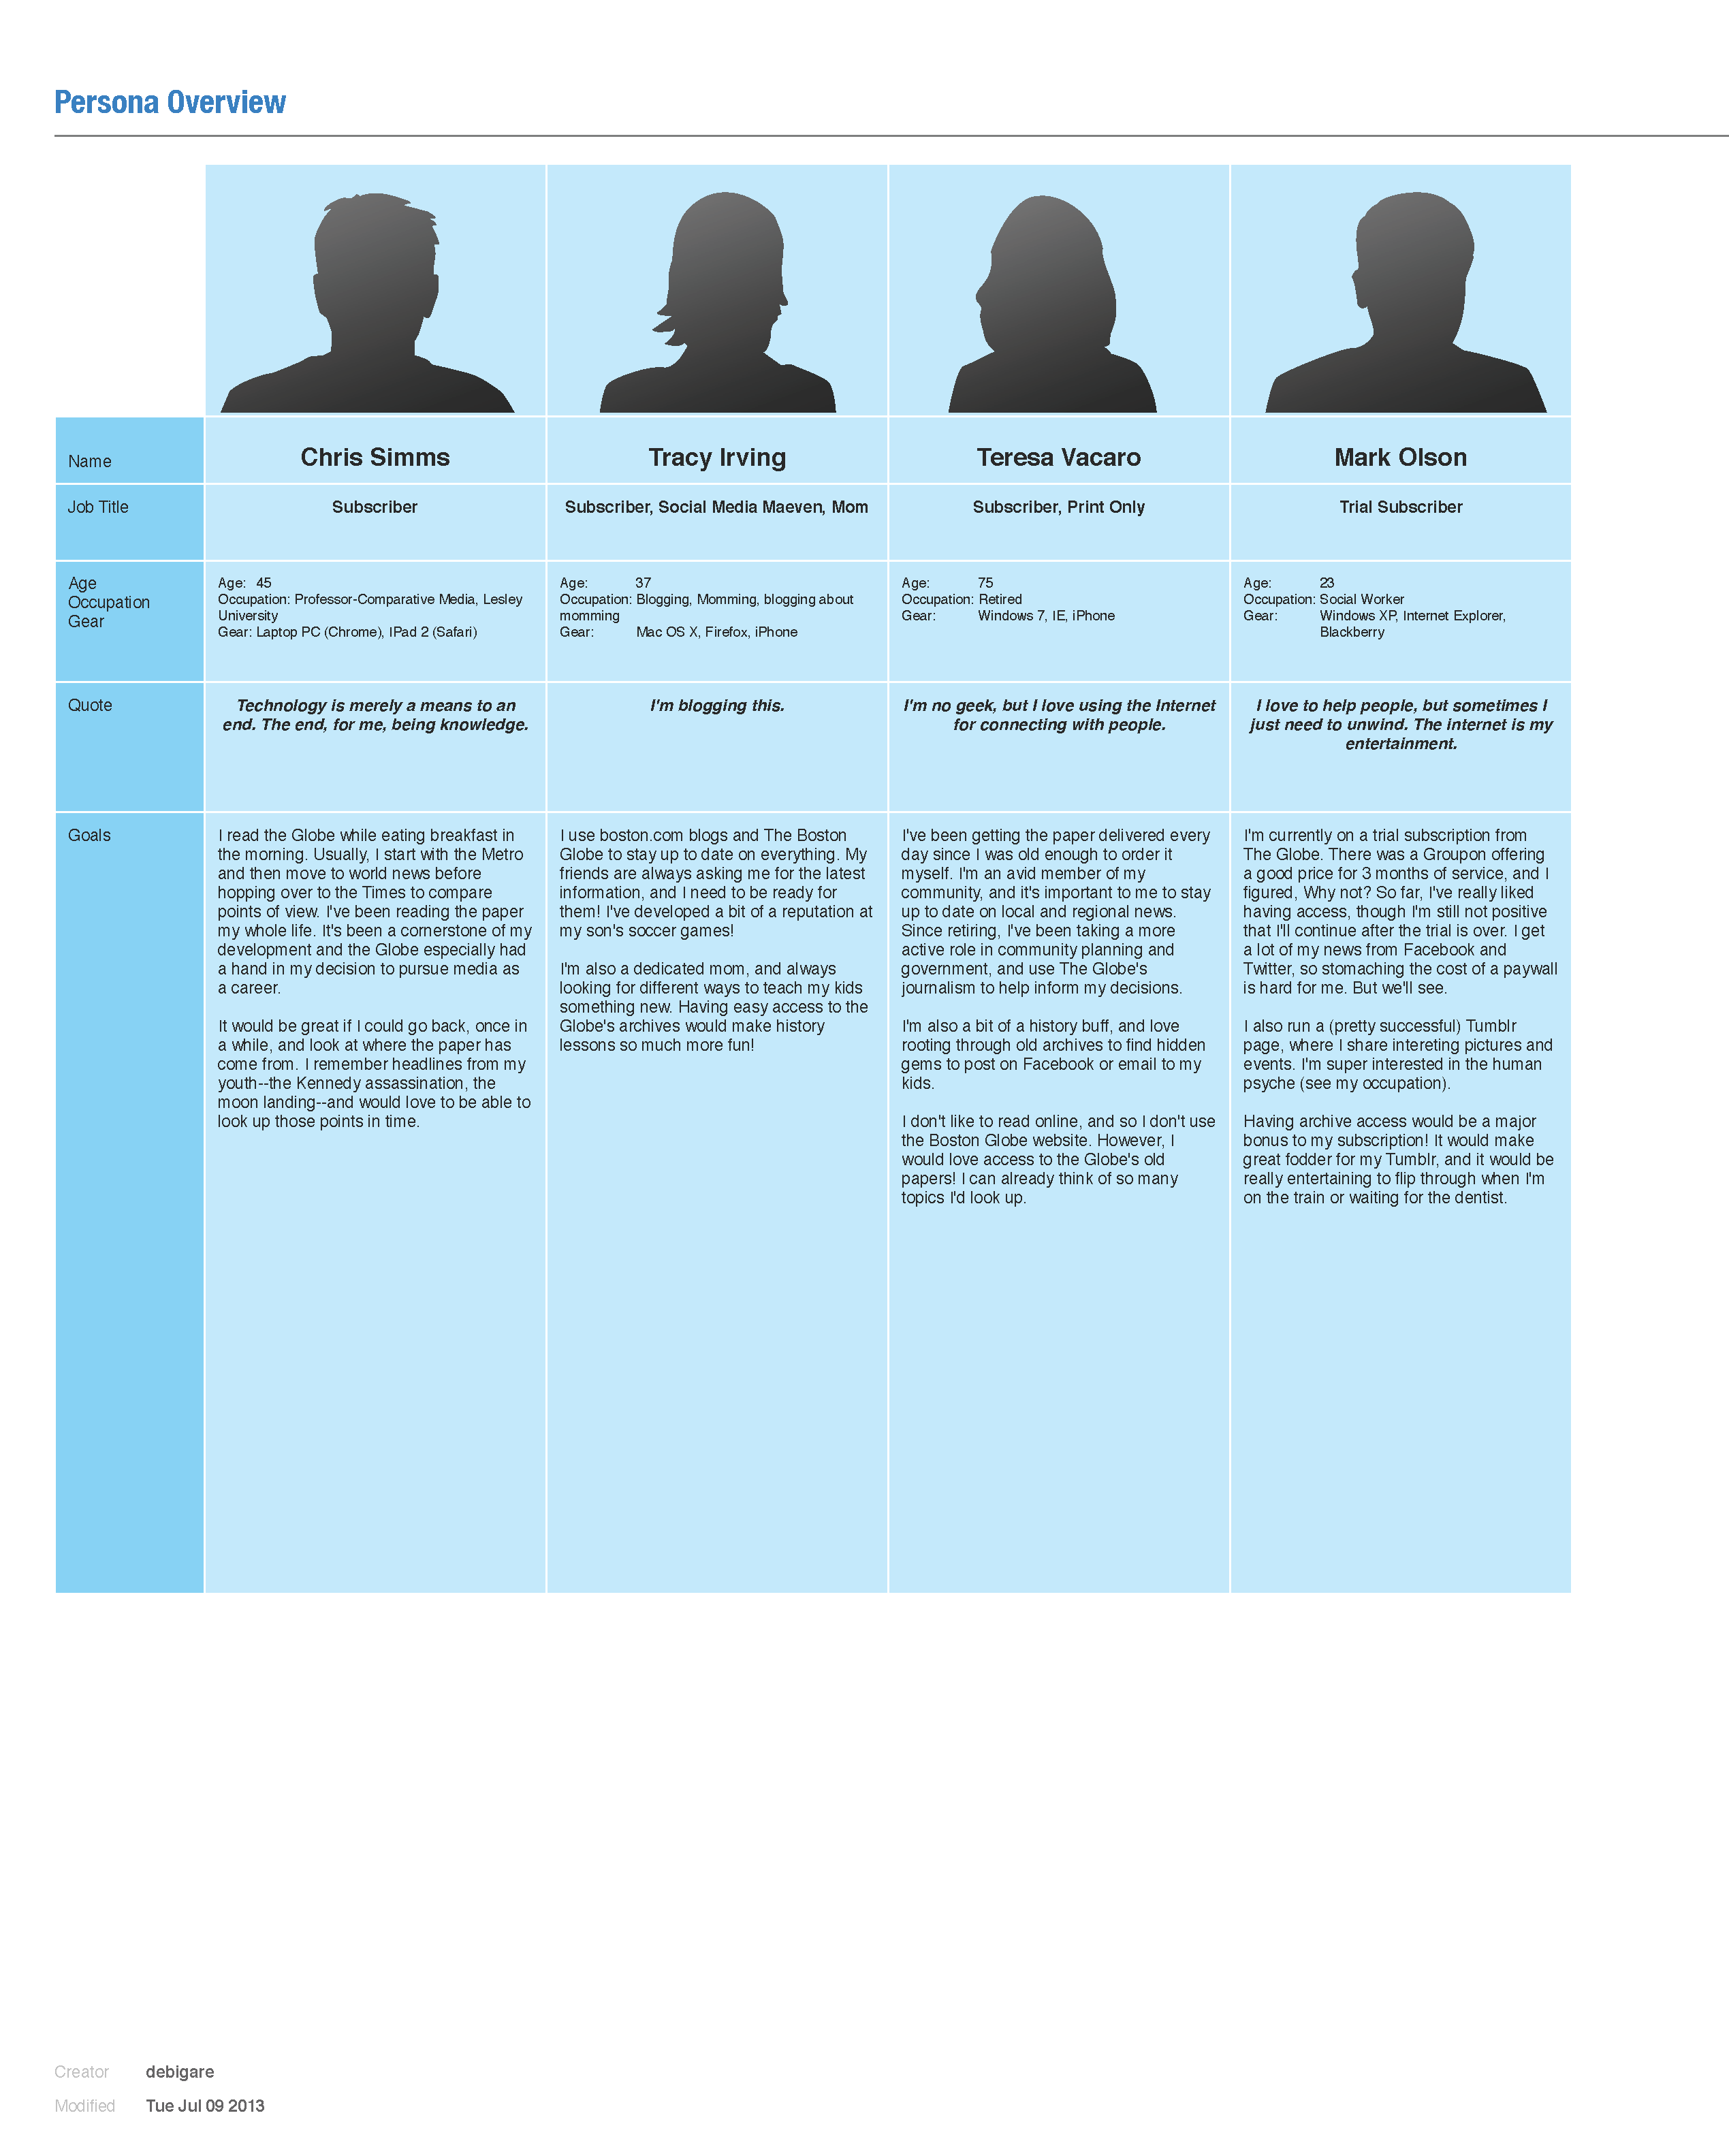 Persona Overview
Name
Chris Simms
Tracy Irving
Teresa Vacaro
Mark Olson
Job Title
Subscriber
Subscriber, Social Media Maeven, Mom
Subscriber, Print Only
Trial Subscriber
Age
Occupation
Gear
Age: 45
Occupation: Professor-Comparative Media, Lesley
University
Gear: Laptop PC (Chrome), IPad 2 (Safari)
Age: 37
Occupation: Blogging, Momming, blogging about
momming
Gear: Mac OS X, Firefox, iPhone
Age: 75
Occupation: Retired
Gear: Windows 7, IE, iPhone
Age: 23
Occupation: Social Worker
Gear: Windows XP, Internet Explorer,
Blackberry
Quote
Technology is merely a means to an
end. The end, for me, being knowledge.
I'm blogging this.
I'm no geek, but I love using the Internet
for connecting with people.
I love to help people, but sometimes I
just need to unwind. The internet is my
entertainment.
Goals
I read the Globe while eating breakfast in
the morning. Usually, I start with the Metro
and then move to world news before
hopping over to the Times to compare
points of view. I've been reading the paper
my whole life. It's been a cornerstone of my
development and the Globe especially had
a hand in my decision to pursue media as
a career.
It would be great if I could go back, once in
a while, and look at where the paper has
come from. I remember headlines from my
youth--the Kennedy assassination, the
moon landing--and would love to be able to
look up those points in time.
I use boston.com blogs and The Boston
Globe to stay up to date on everything. My
friends are always asking me for the latest
information, and I need to be ready for
them! I've developed a bit of a reputation at
my son's soccer games!
I'm also a dedicated mom, and always
looking for different ways to teach my kids
something new. Having easy access to the
Globe's archives would make history
lessons so much more fun!
I've been getting the paper delivered every
day since I was old enough to order it
myself. I'm an avid member of my
community, and it's important to me to stay
up to date on local and regional news.
Since retiring, I've been taking a more
active role in community planning and
government, and use The Globe's
journalism to help inform my decisions.
I'm also a bit of a history buff, and love
rooting through old archives to find hidden
gems to post on Facebook or email to my
kids.
I don't like to read online, and so I don't use
the Boston Globe website. However, I
would love access to the Globe's old
papers! I can already think of so many
topics I'd look up.
I'm currently on a trial subscription from
The Globe. There was a Groupon offering
a good price for 3 months of service, and I
figured, Why not? So far, I've really liked
having access, though I'm still not positive
that I'll continue after the trial is over. I get
a lot of my news from Facebook and
Twitter, so stomaching the cost of a paywall
is hard for me. But we'll see.
I also run a (pretty successful) Tumblr
page, where I share intereting pictures and
events. I'm super interested in the human
psyche (see my occupation).
Having archive access would be a major
bonus to my subscription! It would make
great fodder for my Tumblr, and it would be
really entertaining to flip through when I'm
on the train or waiting for the dentist.
Creator debigare
Modified Tue Jul 09 2013